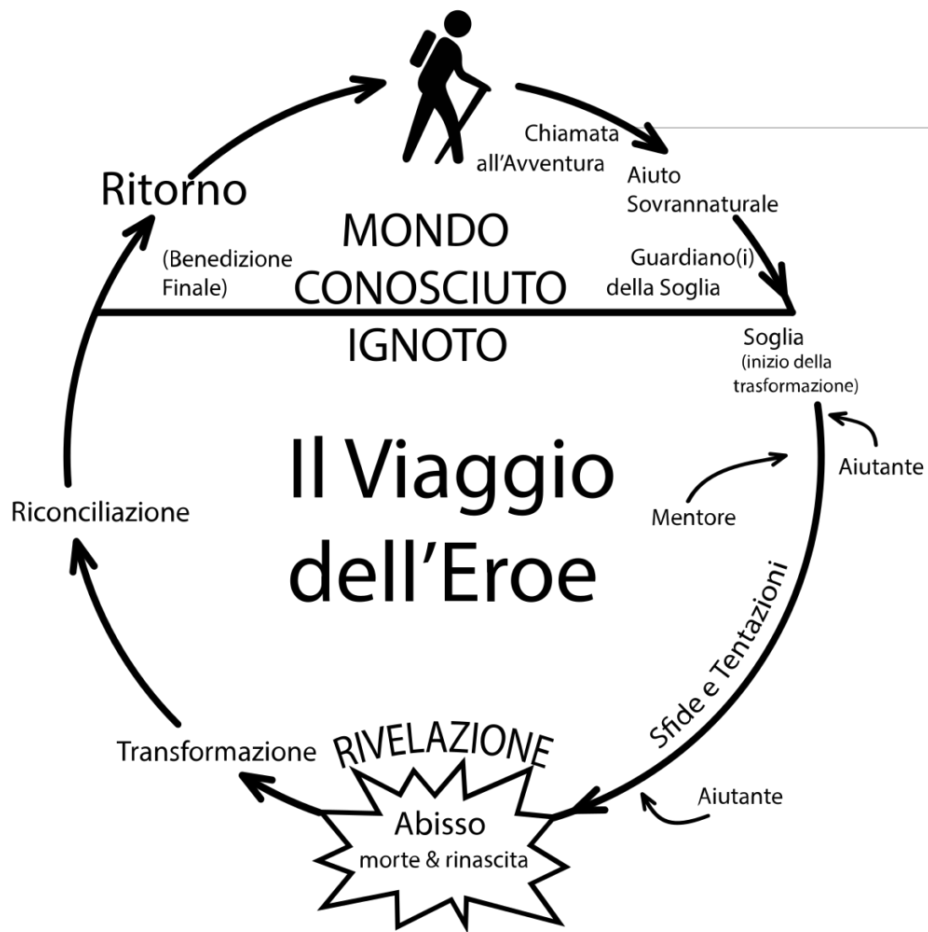 Chiamata
all'Avventura
Aiuto
Sovrannaturale
Guardiano(i)
della Soglia
MONDO
CONOSCIUTO
IGNOTO
Ritorno
(Benedizione
Finale)
Soglia
(inizio della
trasformazione)
Aiutante
Mentore
Il Viaggio
dell'Eroe
Sfide e Tentazioni
Aiutante
RIVELAZIONE
Abisso
morte & rinascita
Transformazione
Riconciliazione